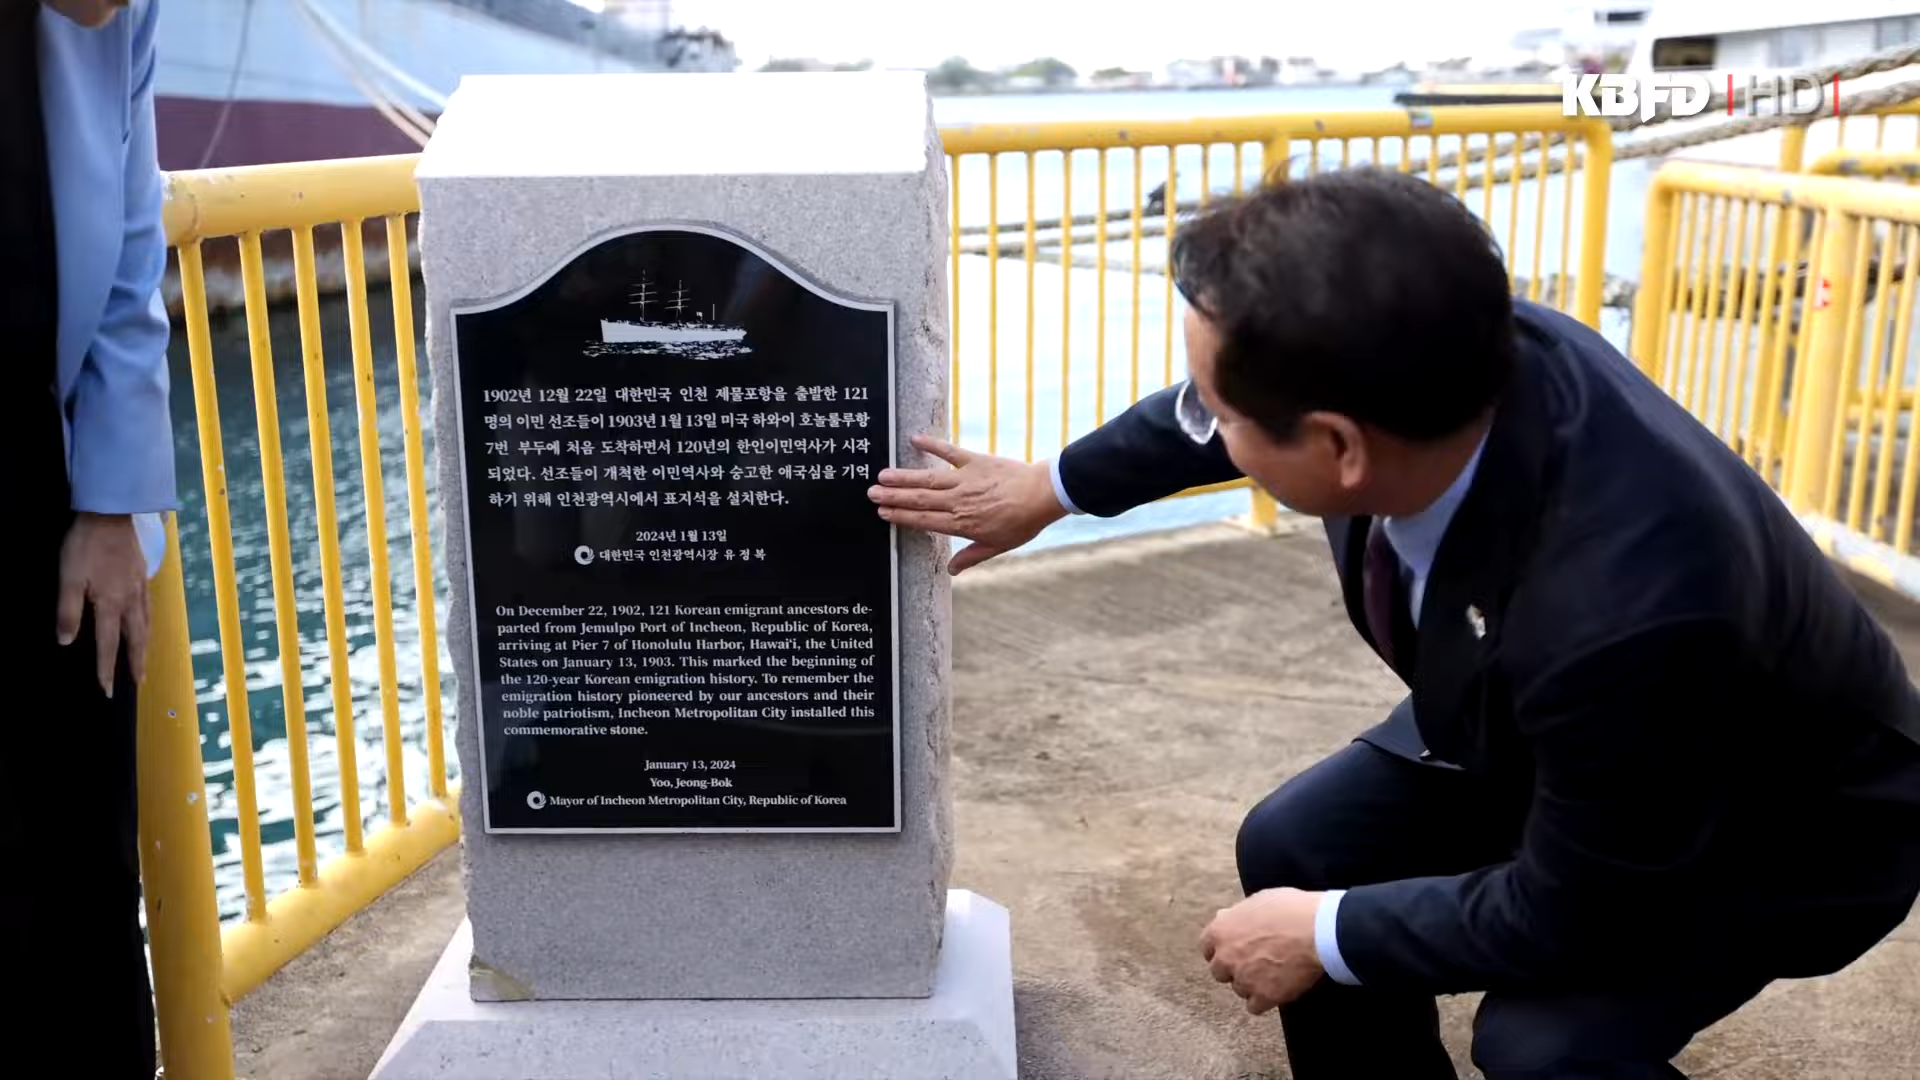 KBFD HD
1902년 12월 22일 대한민국 인천 제물포항을 출발한 121
명의 이민 선조들이 1903년 1월 13일 미국 하와이 호놀룰루항
7번 부두에 처음 도착하면서 120년의 한인이민역사가 시작
되었다. 선조들이 개척한 이민역사와 숭고한 애국심을 기억
하기 위해 인천광역시에서 표지석을 설치한다.
2024년 1월 13일
대한민국 인천광역시장 유 정 복
On December 22, 1902, 121 Korean emigrant ancestors de-
parted from Jemulpo Port of Incheon, Republic of Korea,
arriving at Pier 7 of Honolulu Harbor, Hawai'i, the United
States on January 13, 1903. This marked the beginning of
the 120-year Korean emigration history. To remember the
emigration history pioneered by our ancestors and their
noble patriotism, Incheon Metropolitan City installed this
commemorative stone.
January 13, 2024
Yoo, Jeong-Bok
Mayor of Incheon Metropolitan City, Republic of Korea